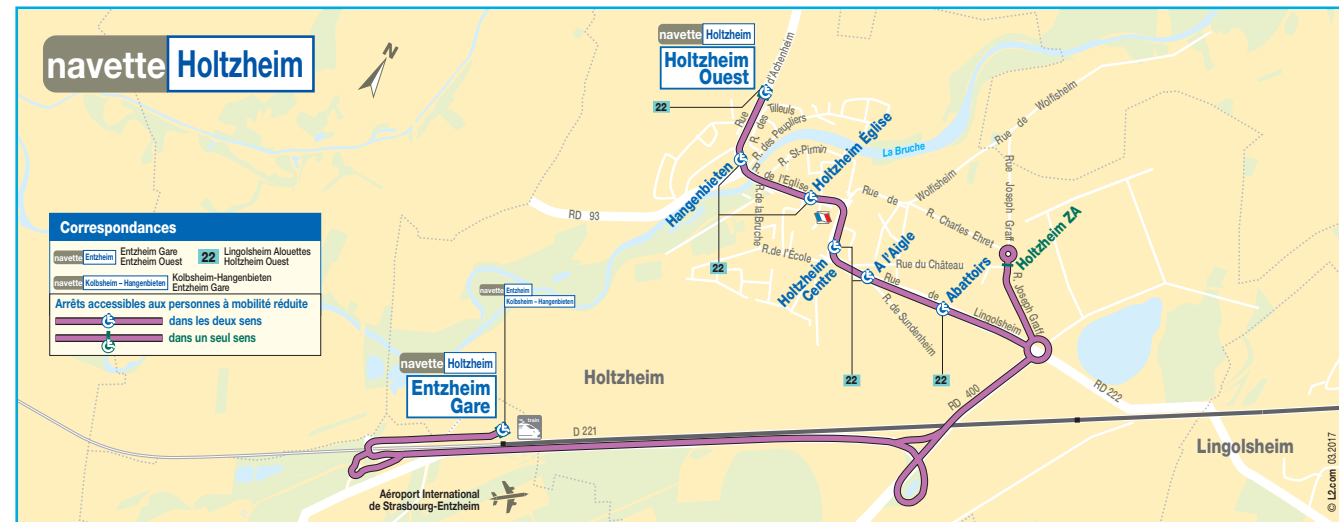 navette Holtzheim
N
navette Holtzheim
Holtzheim
Ouest
22
Rue d'Achenheim
R. des Tilleuls
R. des Peupliers
R. St-Pirmin
La Bruche
Rue de Wolfisheim
Hangenbieten
R. de l'Eglise
Holtzheim Église
Rue de Wolfisheim
R. Charles Ehret
Rue Joseph Graff
Holtzheim ZA
RD 93
R.de la Bruche
R.de l'École
22
Holtzheim
Centre
A l'Aigle
Rue du Château
Abatoirs
R. Joseph Graff
Rue de Lingolsheim
R. de Sundenheim
22
22
Correspondances
navette Entzheim
Entzheim Gare
Entzheim Ouest
22
Lingolsheim Alouettes
Holtzheim Ouest
navette Kolbsheim – Hangenbieten
Kolbsheim-Hangenbieten
Entzheim Gare
Arrêts accessibles aux personnes à mobilité réduite
dans les deux sens
dans un seul sens
navette Entzheim
Kolbsheim – Hangenbieten
navette Holtzheim
Entzheim
Gare
train
Holtzheim
D 221
RD 400
RD 222
Lingolsheim
Aéroport International
de Strasbourg-Entzheim
© L2.com 03.2017